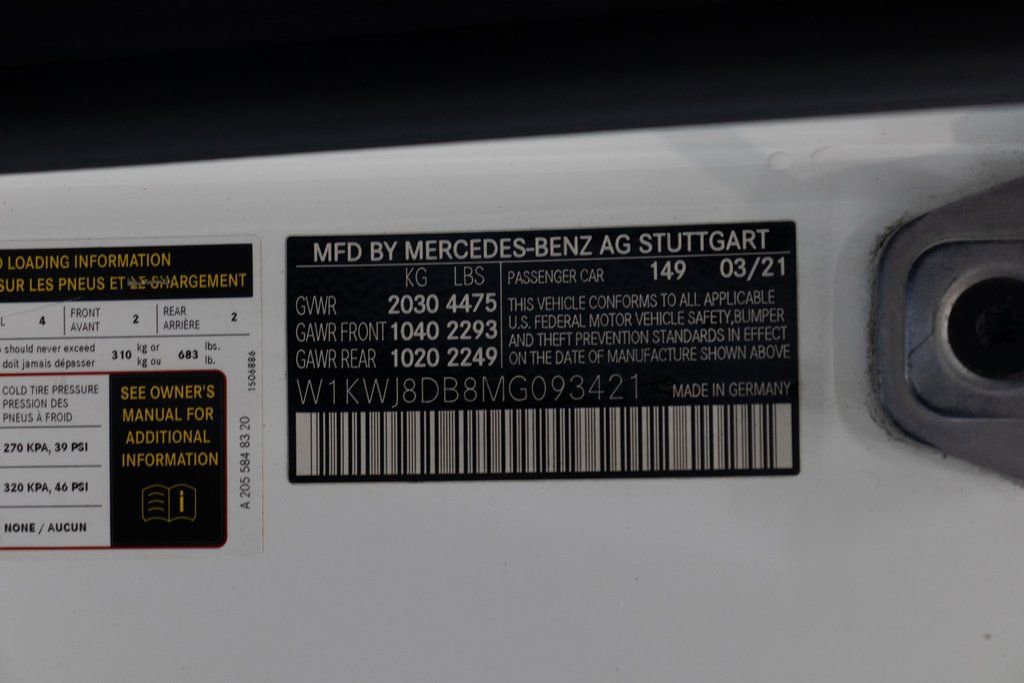 LOADING INFORMATION
SUR LES PNEUS ET LE CHARGEMENT
4 FRONT AVANT 2 REAR ARRIÈRE 2
should never exceed
doit jamais dépasser 310 kg or kg ou 683 lbs. lb.
COLD TIRE PRESSURE
PRESSION DES
PNEUS À FROID
270 KPA, 39 PSI
320 KPA, 46 PSI
NONE / AUCUN
SEE OWNER'S
MANUAL FOR
ADDITIONAL
INFORMATION
i
1506886
A 205 584 83 20
MFD BY MERCEDES-BENZ AG STUTTGART
KG LBS
GVWR 2030 4475
GAWR FRONT 1040 2293
GAWR REAR 1020 2249
PASSENGER CAR 149 03/21
THIS VEHICLE CONFORMS TO ALL APPLICABLE
U.S. FEDERAL MOTOR VEHICLE SAFETY,BUMPER
AND THEFT PREVENTION STANDARDS IN EFFECT
ON THE DATE OF MANUFACTURE SHOWN ABOVE
W1KWJ8DB8MG093421 MADE IN GERMANY